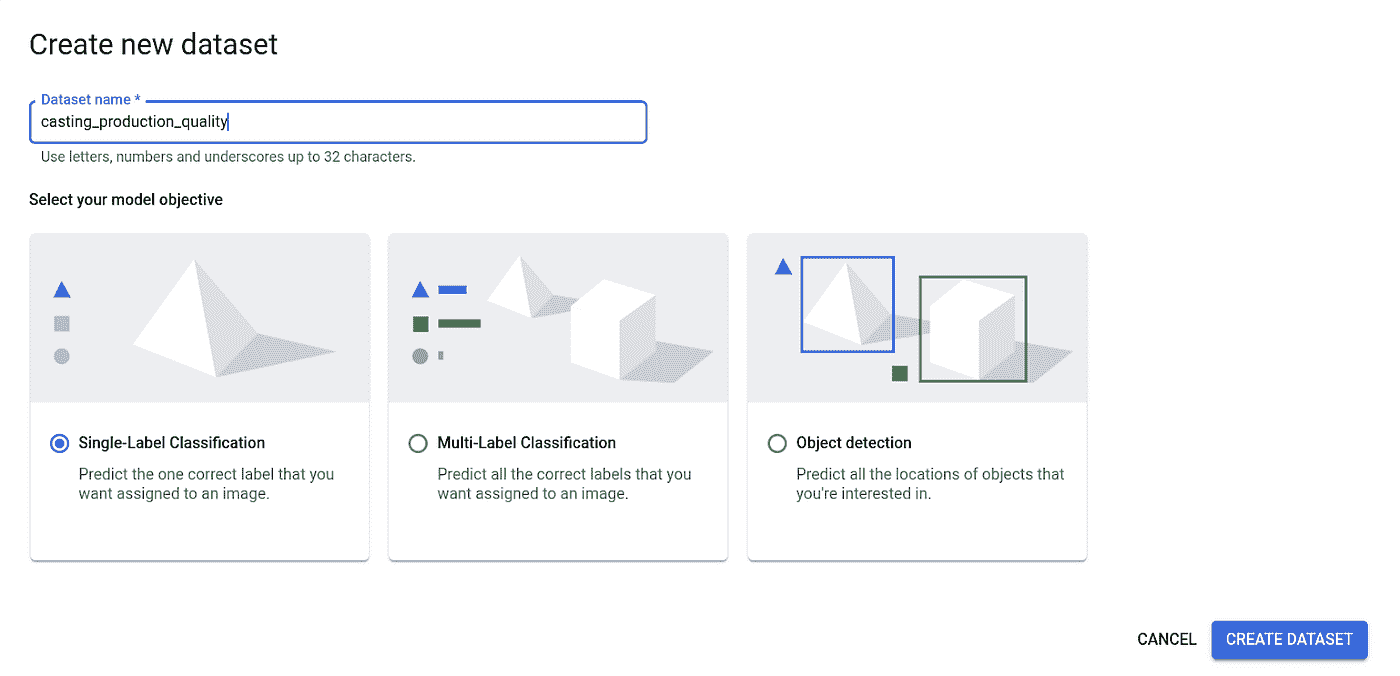 Create new dataset
Dataset name *
casting_production_quality
Use letters, numbers and underscores up to 32 characters.
Select your model objective
Single-Label Classification
Predict the one correct label that you
want assigned to an image.
Multi-Label Classification
Predict all the correct labels that you
want assigned to an image.
Object detection
Predict all the locations of objects that
you're interested in.
CANCEL
CREATE DATASET